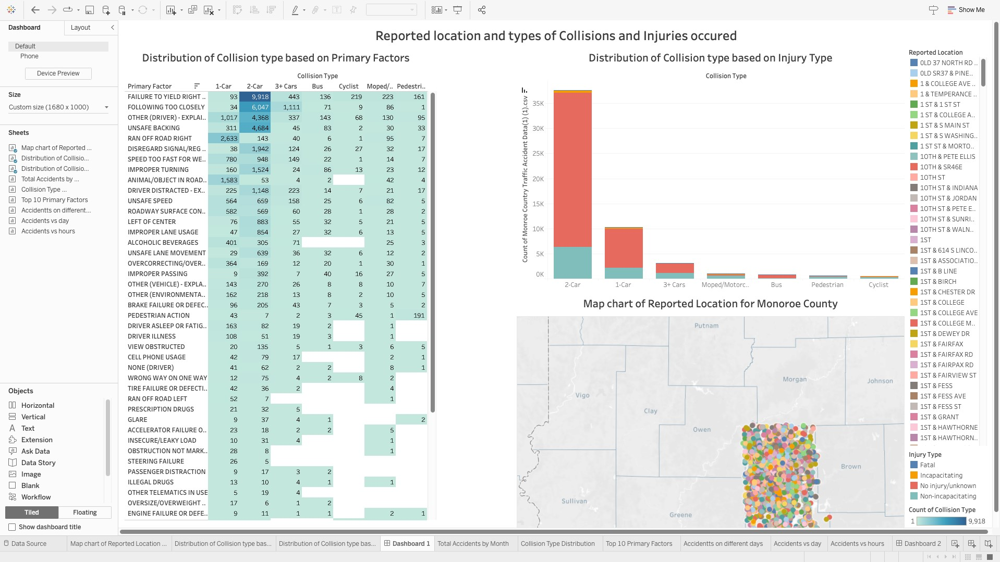 Show Me
Dashboard
Layout
Default
Phone
Device Preview
Size
Custom size (1680 x 1000)
Sheets
Map chart of Reported ...
Distribution of Collisio...
Distribution of Collisio...
Total Accidents by ...
Collision Type ...
Top 10 Primary Factors
Accidentts on different...
Accidents vs day
Accidents vs hours
Objects
Horizontal
Vertical
Text
Extension
Ask Data
Data Story
Image
Blank
Workflow
Tiled
Floating
Show dashboard title
Reported location and types of Collisions and Injuries occured
Distribution of Collision type based on Primary Factors
Collision Type
Primary Factor 1-Car 2-Car 3+ Cars Bus Cyclist Moped/.. Pedestri..
FAILURE TO YIELD RIGHT .. 93 9,918 443 136 219 223 161
FOLLOWING TOO CLOSELY 34 6,047 1,111 71 9 86 1
OTHER (DRIVER) - EXPLAI.. 1,017 4,368 337 143 68 130 95
UNSAFE BACKING 311 4,684 45 83 2 30 33
RAN OFF ROAD RIGHT 2,633 143 40 6 1 95 7
DISREGARD SIGNAL/REG .. 38 1,942 124 26 27 32 17
SPEED TOO FAST FOR WE.. 780 948 149 22 1 14 7
IMPROPER TURNING 160 1,524 24 86 13 23 12
ANIMAL/OBJECT IN ROAD.. 1,583 53 4 2 42 4
DRIVER DISTRACTED - EX.. 225 1,148 223 14 7 21 17
UNSAFE SPEED 564 659 158 25 6 82 5
ROADWAY SURFACE CON.. 582 569 60 28 1 28 2
LEFT OF CENTER 76 883 55 32 5 21 5
IMPROPER LANE USAGE 47 854 27 32 6 13 5
ALCOHOLIC BEVERAGES 401 305 71 25 3
UNSAFE LANE MOVEMENT 29 639 36 32 6 12 2
OVERCORRECTING/OVER.. 364 169 12 20 1 30 1
IMPROPER PASSING 9 392 7 40 16 27 5
OTHER (VEHICLE) - EXPLA.. 143 270 26 8 8 10 7
OTHER (ENVIRONMENTA.. 162 218 13 8 2 10 5
BRAKE FAILURE OR DEFEC.. 96 205 43 7 3 5 2
PEDESTRIAN ACTION 43 7 2 3 45 1 191
DRIVER ASLEEP OR FATIG.. 163 82 19 2 1
DRIVER ILLNESS 108 51 19 3 1
VIEW OBSTRUCTED 20 135 5 1 3 6 5
CELL PHONE USAGE 42 79 17 2 1
NONE (DRIVER) 41 62 2 2 8 1
WRONG WAY ON ONE WAY 12 75 4 2 8 2
TIRE FAILURE OR DEFECTI.. 42 36 2 4
RAN OFF ROAD LEFT 52 7 1
PRESCRIPTION DRUGS 21 32 5
GLARE 9 37 4 1 2
ACCELERATOR FAILURE O.. 23 18 2 2 5
INSECURE/LEAKY LOAD 10 31 4 1
OBSTRUCTION NOT MARK.. 28 8 1
STEERING FAILURE 26 5
PASSENGER DISTRACTION 9 17 3 2
ILLEGAL DRUGS 13 10 4 1 1
OTHER TELEMATICS IN USE 5 19 4
OVERSIZE/OVERWEIGHT .. 17 6 1 2
ENGINE FAILURE OR DEFE.. 9 11 1 1 2 1
Distribution of Collision type based on Injury Type
Collision Type
Count of Monroe Country Traffic Accident Data(1) (1).csv
35K
30K
25K
20K
15K
10K
5K
0K
2-Car 1-Car 3+ Cars Moped/Motorc.. Bus Pedestrian Cyclist
Map chart of Reported Location for Monoroe County
Putnam
Morgan
Johnson
Vigo
Clay
Owen
Brown
Sullivan
Greene
Reported Location
0LD 37 NORTH RD ..
0LD SR37 & PINE..
1 & COLLEGE AVE ..
1 & TEMPERANCE ..
1 ST & 1 ST ST
1 ST & COLLEGE A..
1 ST & S MAIN ST
1 ST & S WASHING..
1 ST ST & MORTO..
1OTH & PETE ELLIS
1OTH & SR46E
1OTH ST
1OTH ST & INDIANA
1OTH ST & JORDAN
1OTH ST & PETE E..
1OTH ST & SUNRI..
1OTH ST & WALN..
1ST
1ST & 614 S LINCO..
1ST & ASSOCIATIO..
1ST & B LINE
1ST & BIRCH
1ST & CHESTER DR
1ST & COLLEGE
1ST & COLLEGE AVE
1ST & COLLEGE M..
1ST & DEWEY DR
1ST & FAIRFAX
1ST & FAIRFAX RD
1ST & FAIRPAX RD
1ST & FAIRVIEW ST
1ST & FESS
1ST & FESS AVE
1ST & FESS ST
1ST & GRANT
1ST & HAWTHORNE
1ST & HAWTHORN..
Injury Type
Fatal
Incapacitating
No injury/unknown
Non-incapacitating
Count of Collision Type
1 9,918
Data Source
Map chart of Reported Location ...
Distribution of Collision type bas...
Distribution of Collision type bas...
Dashboard 1
Total Accidents by Month
Collision Type Distribution
Top 10 Primary Factors
Accidentts on different days
Accidents vs day
Accidents vs hours
Dashboard 2